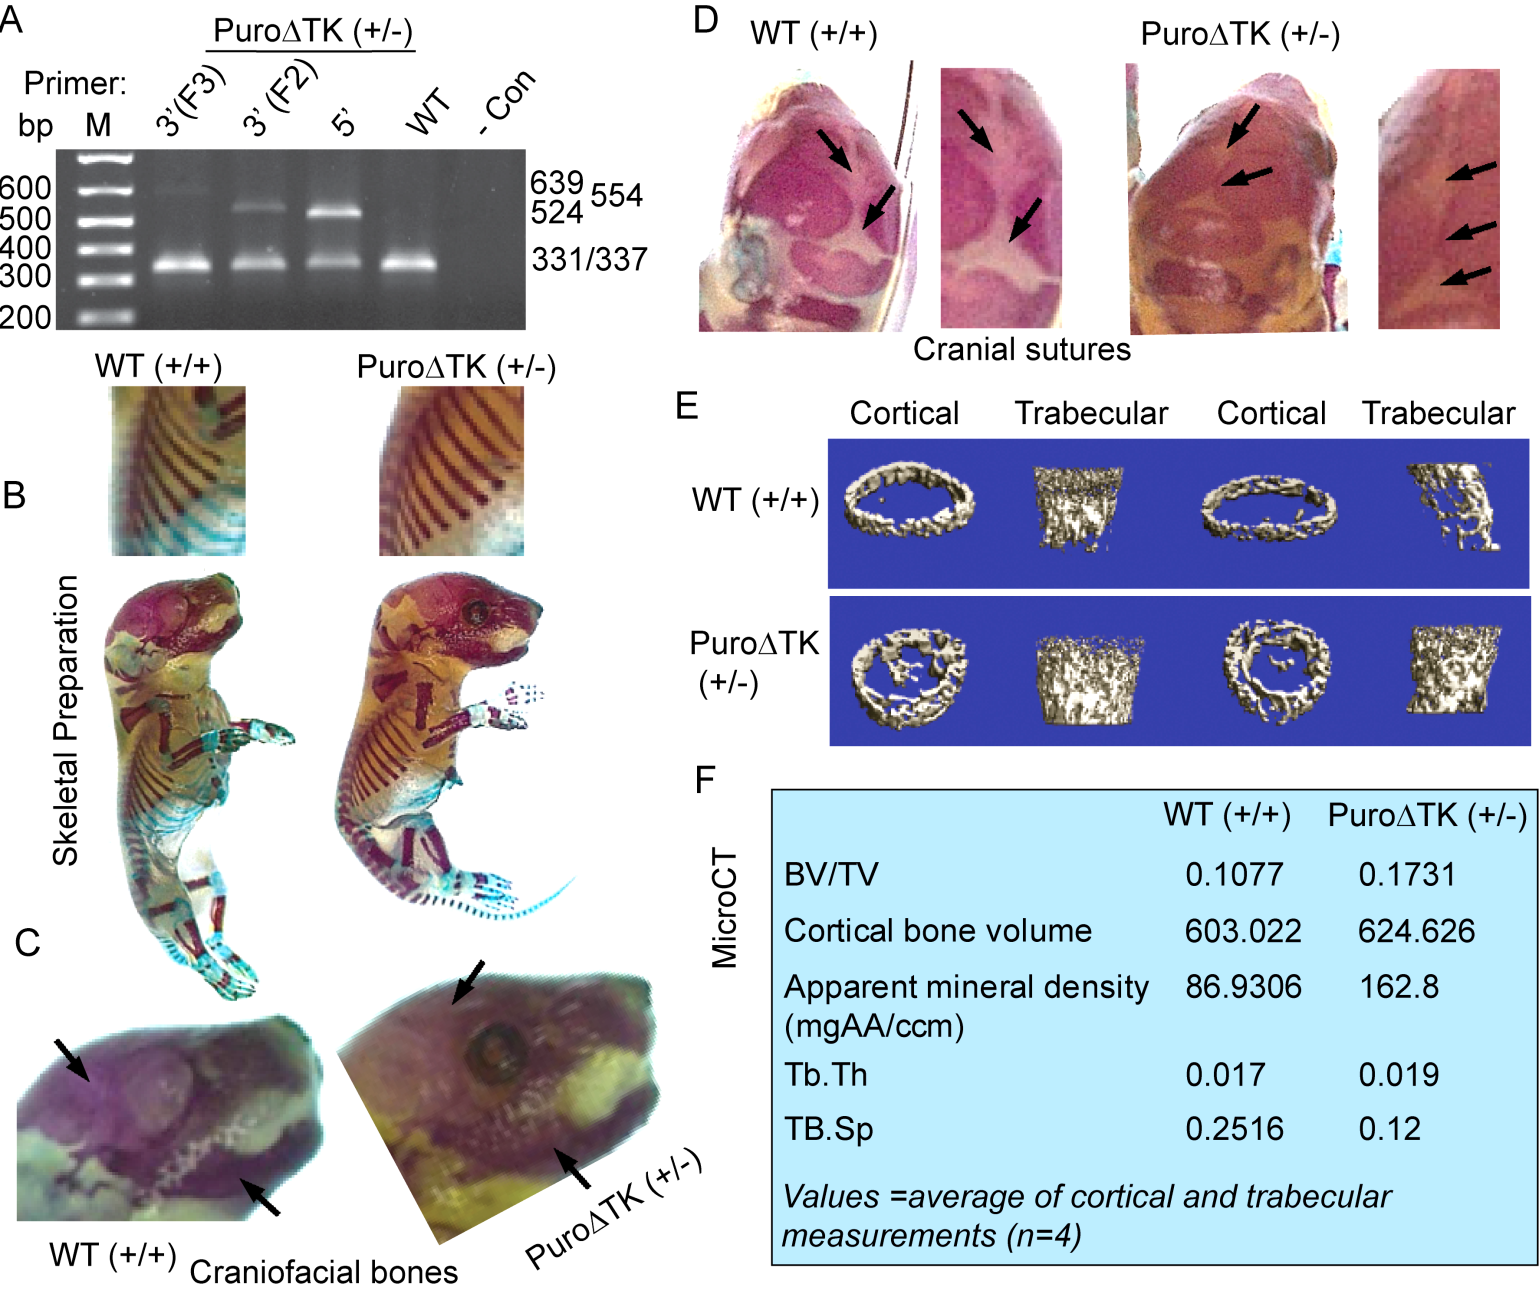 A
PuroΔTK (+/-)
Primer:
3’(F3)
3’(F2)
5’
WT
- Con
bp M
600
500
400
300
200
639
554
524
331/337
WT (+/+)
PuroΔTK (+/-)
B
Skeletal Preparation
C
WT (+/+)
Craniofacial bones
PuroΔTK (+/-)
D
WT (+/+)
PuroΔTK (+/-)
Cranial sutures
E
Cortical Trabecular Cortical Trabecular
WT (+/+)
PuroΔTK
(+/-)
F
MicroCT
WT (+/+) PuroΔTK (+/-)
BV/TV 0.1077 0.1731
Cortical bone volume 603.022 624.626
Apparent mineral density 86.9306 162.8
(mgAA/ccm)
Tb.Th 0.017 0.019
TB.Sp 0.2516 0.12
Values =average of cortical and trabecular
measurements (n=4)